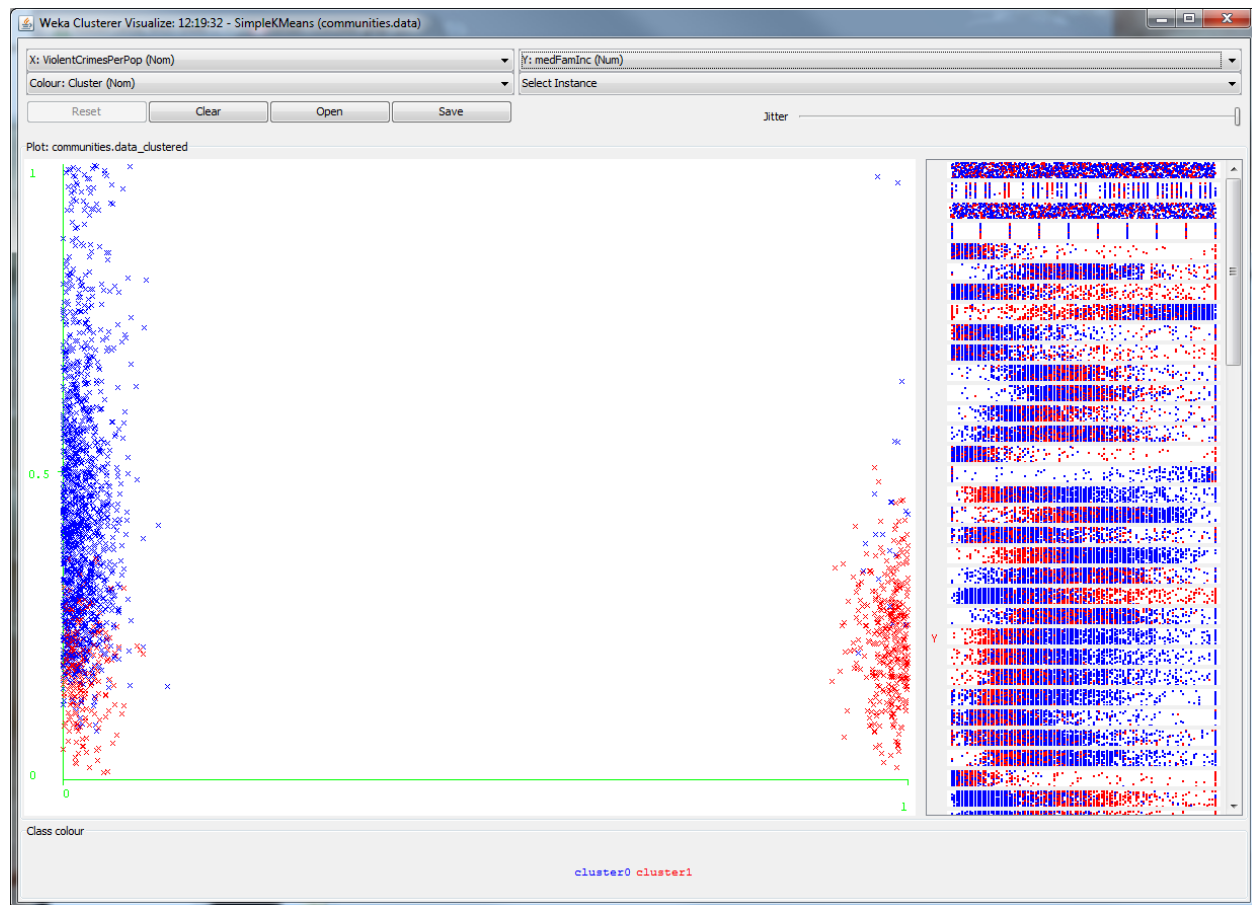 Weka Clusterer Visualize: 12:19:32 - SimpleKMeans (communities.data)
X: ViolentCrimesPerPop (Nom) Y: medFamInc (Num)
Colour: Cluster (Nom) Select Instance
Reset Clear Open Save Jitter
Plot: communities.data_clustered
1
0.5
0
0 1
Y
Class colour
cluster0 cluster1